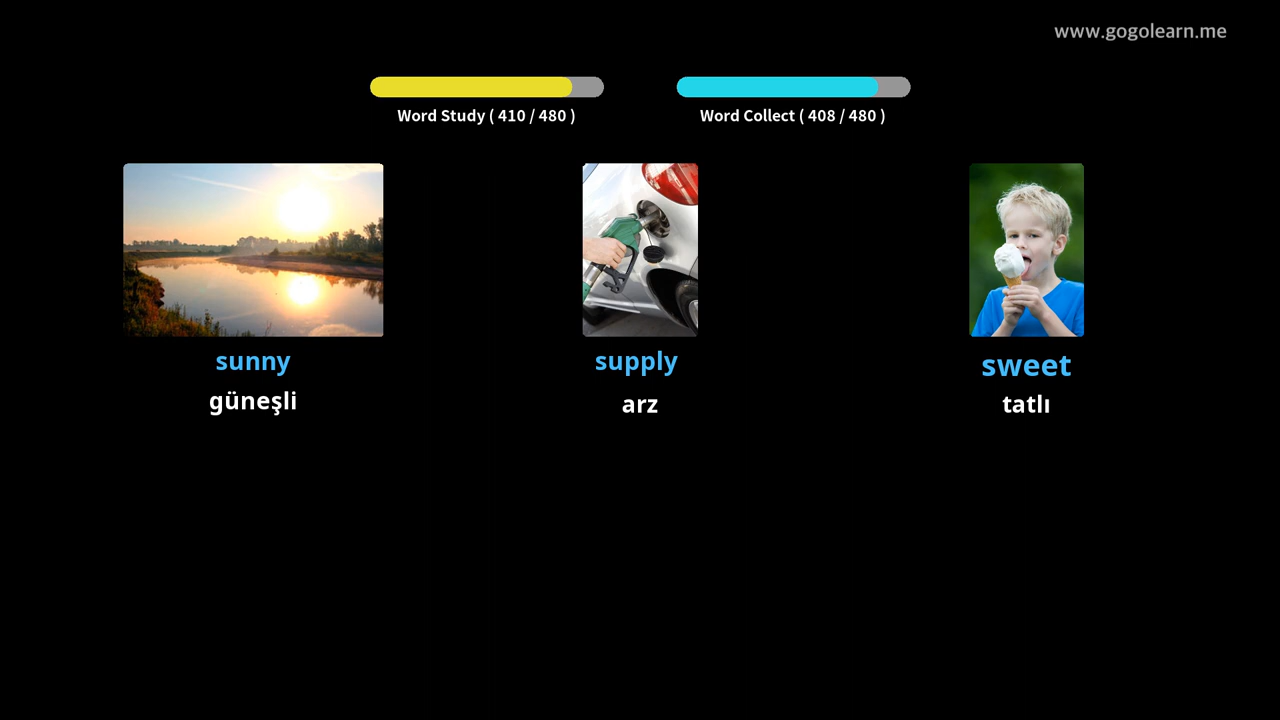 www.gogolearn.me
Word Study ( 410 / 480 )
Word Collect ( 408 / 480 )
sunny
supply
sweet
güneşli
arz
tatlı